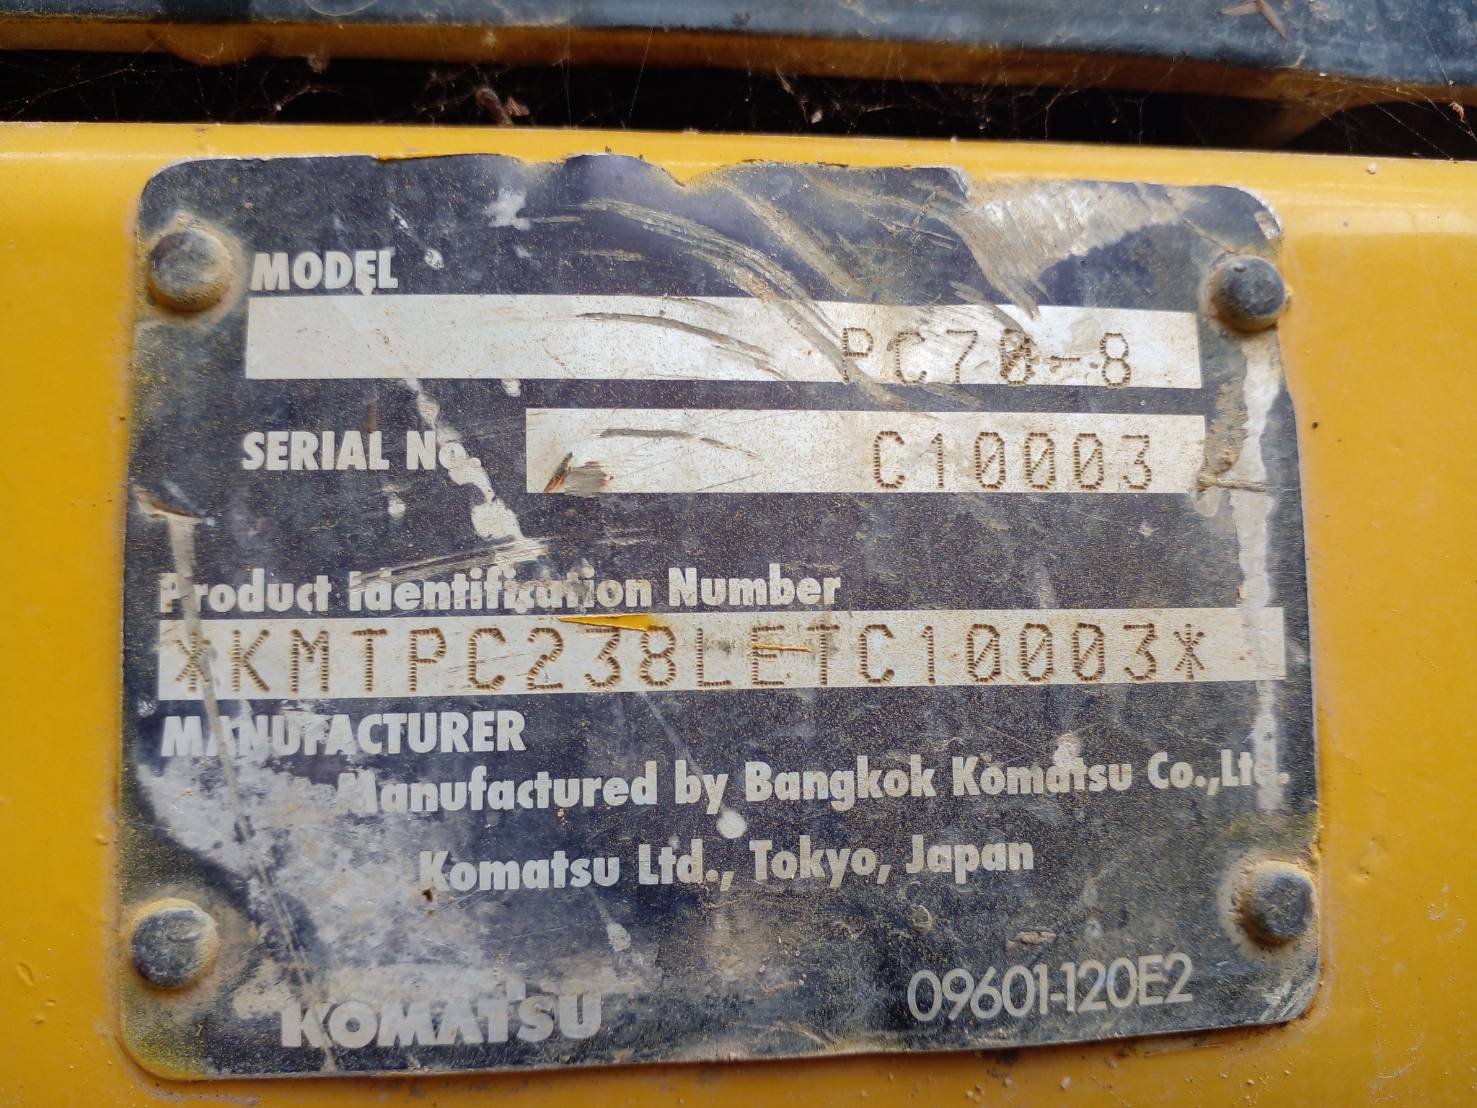 MODEL
PC70-8
SERIAL No.
C10003
Product Identification Number
*KMTPC238LETC10003*
MANUFACTURER
Manufactured by Bangkok Komatsu Co.,Ltd.
Komatsu Ltd., Tokyo, Japan
KOMATSU
09601-120E2